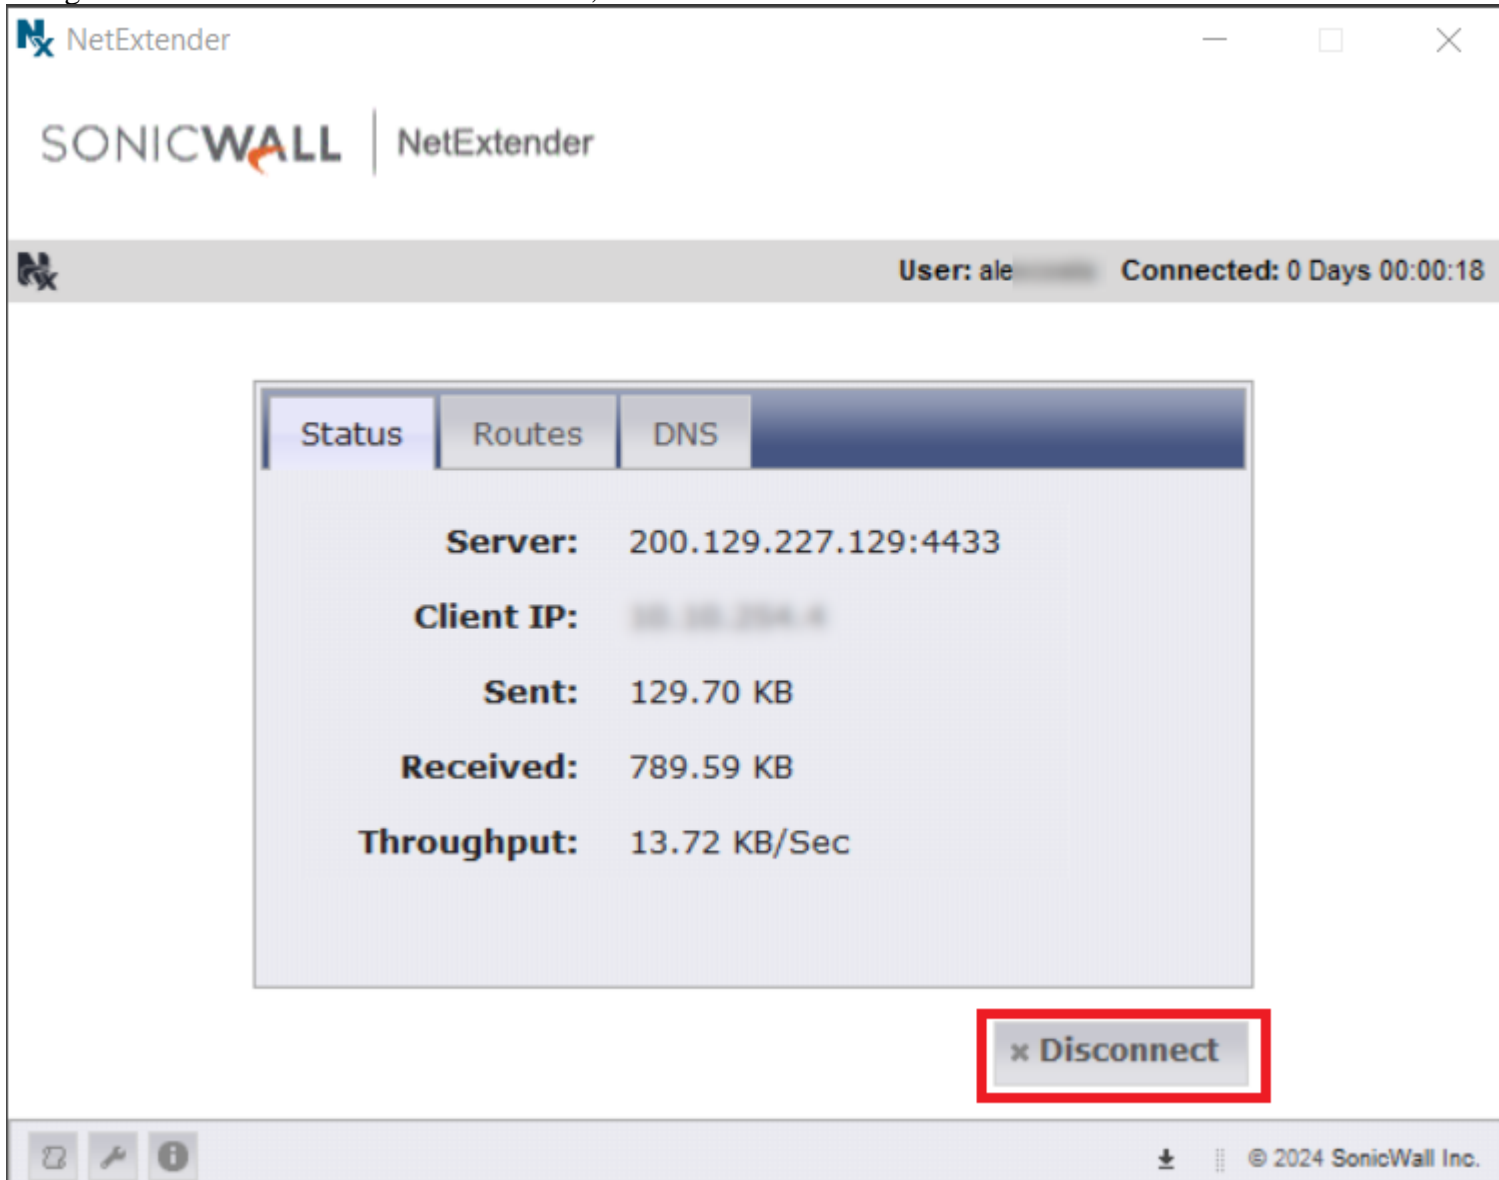 NetExtender
SONICWALL NetExtender
User: ale Connected: 0 Days 00:00:18
Status Routes DNS
Server: 200.129.227.129:4433
Client IP:
Sent: 129.70 KB
Received: 789.59 KB
Throughput: 13.72 KB/Sec
Disconnect
© 2024 SonicWall Inc.